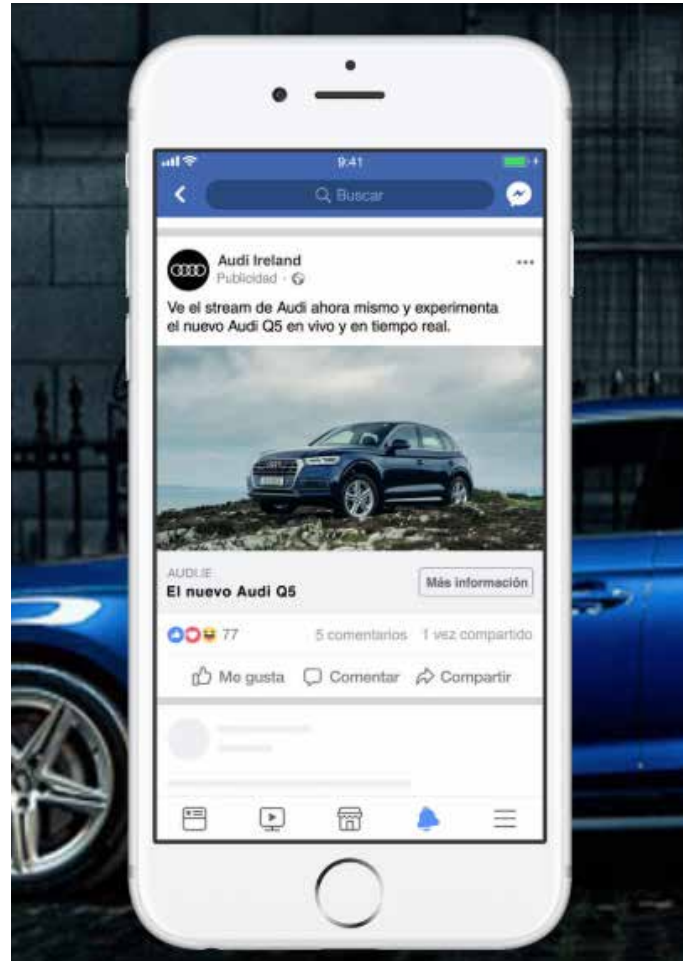 9:41
Buscar
Audi Ireland
Publicidad ·
Ve el stream de Audi ahora mismo y experimenta
el nuevo Audi Q5 en vivo y en tiempo real.
AUDI.IE
El nuevo Audi Q5
Más información
77 5 comentarios 1 vez compartido
Me gusta Comentar Compartir